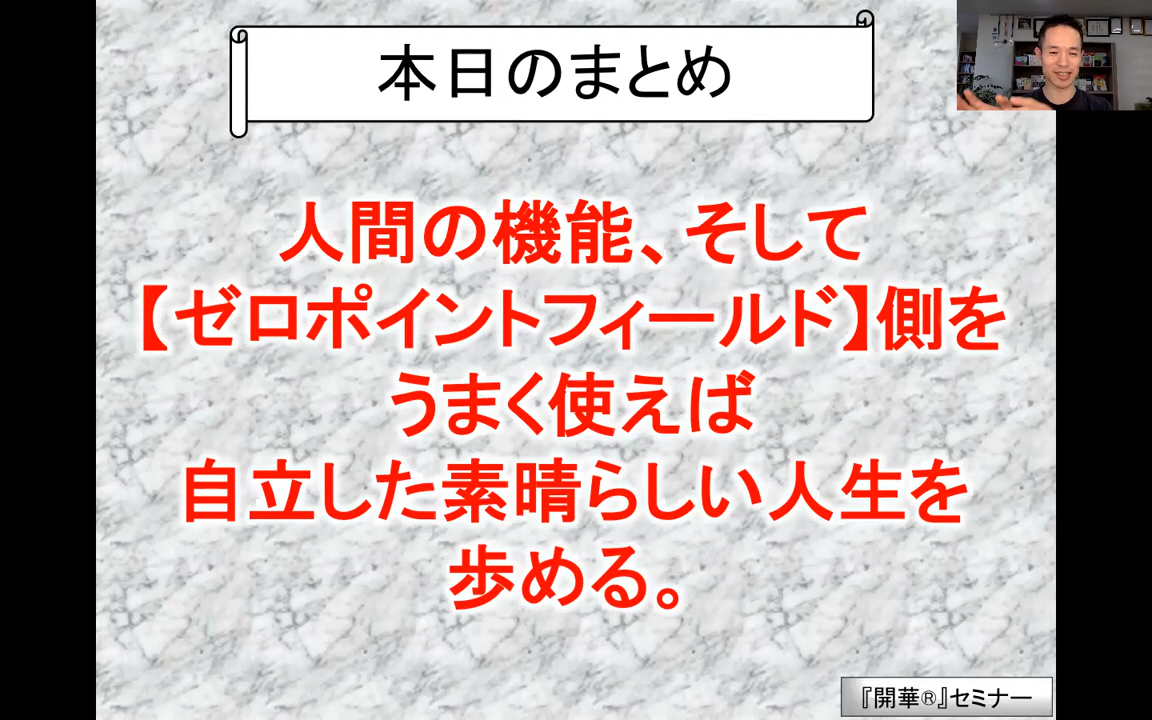 本日のまとめ
人間の機能、そして
【ゼロポイントフィールド】側を
うまく使えば
自立した素晴らしい人生を
歩める。
『開華®』セミナー